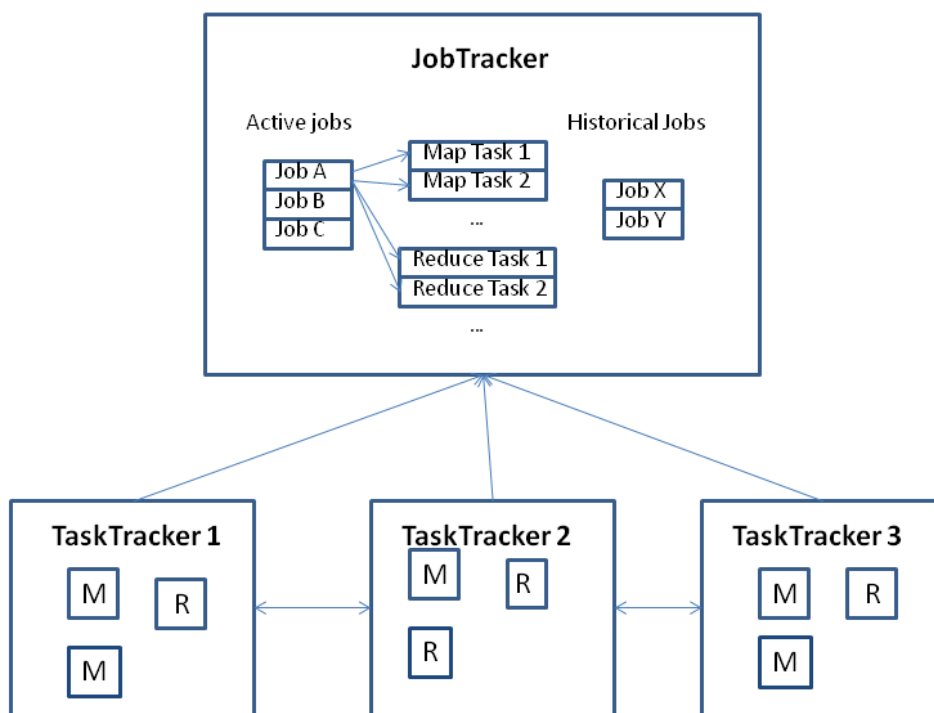 JobTracker
Active jobs
Historical Jobs
Job A
Job B
Job C
Map Task 1
Map Task 2
...
Reduce Task 1
Reduce Task 2
...
Job X
Job Y
TaskTracker 1
M
R
M
TaskTracker 2
M
R
R
TaskTracker 3
M
R
M